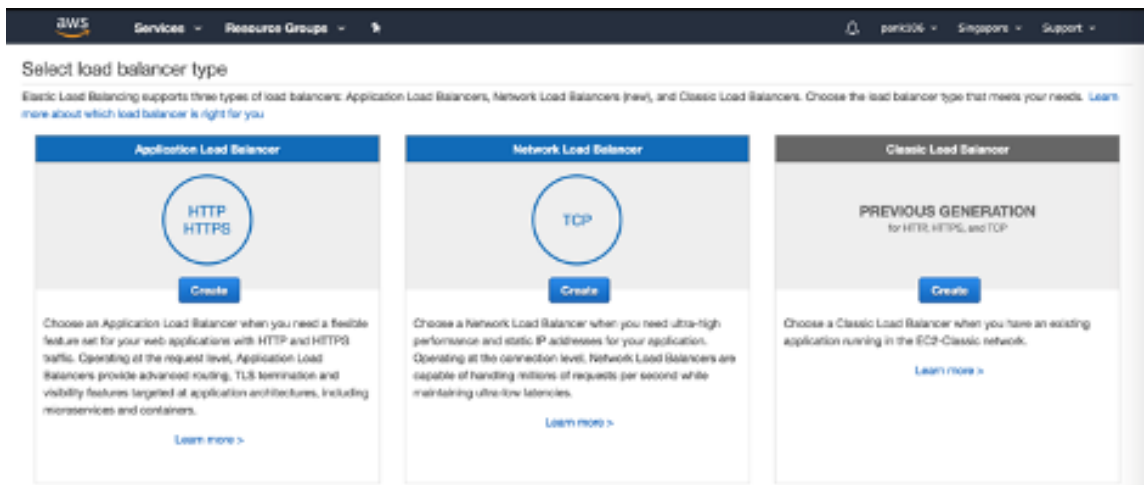 aws Services Resource Groups Singapore Support
Select load balancer type
Elastic Load Balancing supports three types of load balancers: Application Load Balancers, Network Load Balancers (new), and Classic Load Balancers. Choose the load balancer type that meets your needs. Learn
more about which load balancer is right for you
Application Load Balancer
HTTP
HTTPS
Create
Choose an Application Load Balancer when you need a flexible
feature set for your web applications with HTTP and HTTPS
traffic. Operating at the request level, Application Load
Balancers provide advanced routing, TLS termination and
visibility features targeted at application architectures, including
microservices and containers.
Learn more >
Network Load Balancer
TCP
Create
Choose a Network Load Balancer when you need ultra-high
performance and static IP addresses for your application.
Operating at the connection level, Network Load Balancers are
capable of handling millions of requests per second while
maintaining ultra-low latencies.
Learn more >
Classic Load Balancer
PREVIOUS GENERATION
for HTTP, HTTPS, and TCP
Create
Choose a Classic Load Balancer when you have an existing
application running in the EC2-Classic network.
Learn more >